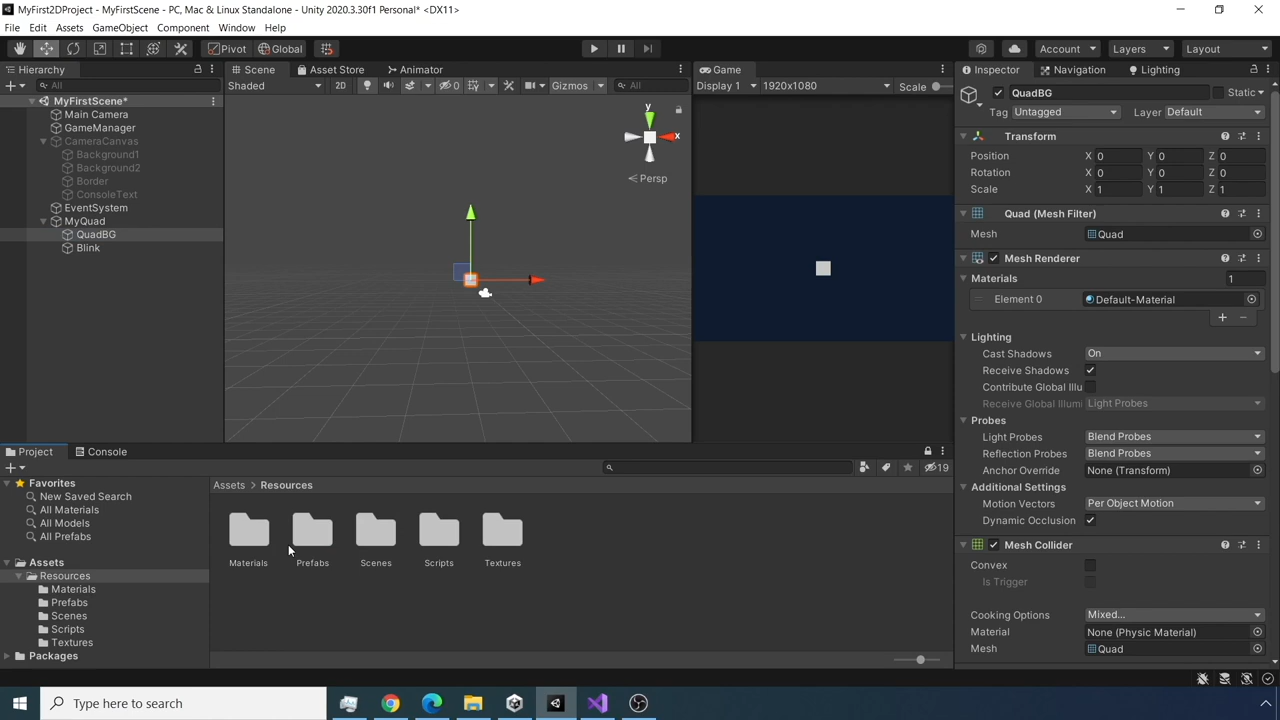 MyFirst2DProject - MyFirstScene - PC, Mac & Linux Standalone - Unity 2020.3.30f1 Personal* <DX11>
File Edit Assets GameObject Component Window Help
Pivot Global Account Layers Layout
Hierarchy
All
MyFirstScene*
Main Camera
GameManager
CameraCanvas
Background1
Background2
Border
ConsoleText
EventSystem
MyQuad
QuadBG
Blink
Scene Asset Store Animator
Shaded 2D 0 Gizmos All
y
x
Persp
Game
Display 1 1920x1080 Scale
Inspector Navigation Lighting
QuadBG Static
Tag Untagged Layer Default
Transform
Position X 0 Y 0 Z 0
Rotation X 0 Y 0 Z 0
Scale X 1 Y 1 Z 1
Quad (Mesh Filter)
Mesh Quad
Mesh Renderer
Materials 1
Element 0 Default-Material
Lighting
Cast Shadows On
Receive Shadows
Contribute Global Illu
Receive Global Illumi Light Probes
Probes
Light Probes Blend Probes
Reflection Probes Blend Probes
Anchor Override None (Transform)
Additional Settings
Motion Vectors Per Object Motion
Dynamic Occlusion
Mesh Collider
Convex
Is Trigger
Cooking Options Mixed...
Material None (Physic Material)
Mesh Quad
Project Console
19
Favorites
New Saved Search
All Materials
All Models
All Prefabs
Assets
Resources
Materials
Prefabs
Scenes
Scripts
Textures
Packages
Assets > Resources
Materials Prefabs Scenes Scripts Textures
Type here to search